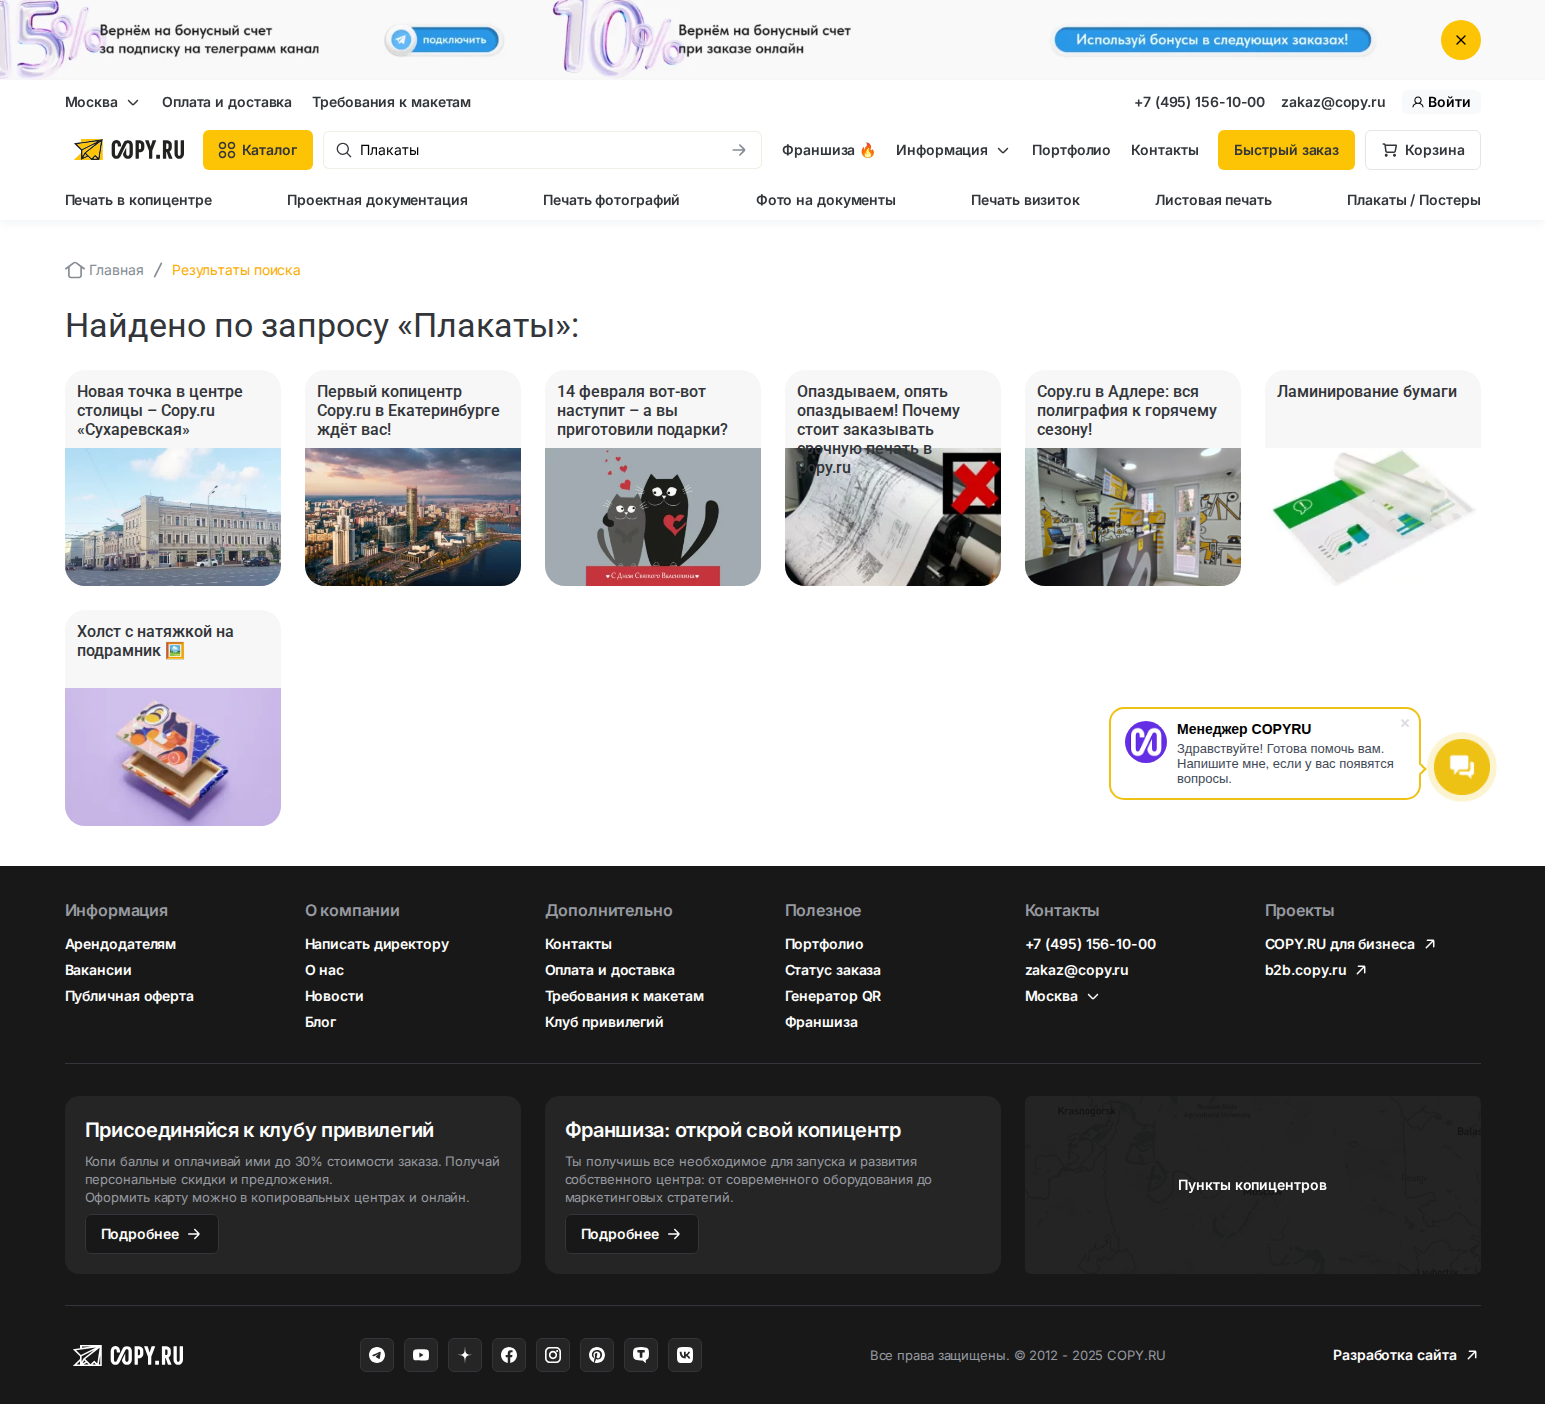 15%
Вернём на бонусный счет
за подписку на телеграмм канал
подключить
10%
Вернём на бонусный счет
при заказе онлайн
Используй бонусы в следующих заказах!
Москва
Оплата и доставка
Требования к макетам
+7 (495) 156-10-00
zakaz@copy.ru
Войти
COPY.RU
Каталог
Плакаты
Франшиза 🔥
Информация
Портфолио
Контакты
Быстрый заказ
Корзина
Печать в копицентре
Проектная документация
Печать фотографий
Фото на документы
Печать визиток
Листовая печать
Плакаты / Постеры
Главная / Результаты поиска
Найдено по запросу «Плакаты»:
Новая точка в центре
столицы – Copy.ru
«Сухаревская»
Первый копицентр
Copy.ru в Екатеринбурге
ждёт вас!
14 февраля вот-вот
наступит – а вы
приготовили подарки?
♥ С Днем Святого Валентина ♥
Опаздываем, опять
опаздываем! Почему
стоит заказывать
срочную печать в
Copy.ru
Copy.ru в Адлере: вся
полиграфия к горячему
сезону!
Ламинирование бумаги
Холст с натяжкой на
подрамник 🖼️
Менеджер COPYRU
Здравствуйте! Готова помочь вам.
Напишите мне, если у вас появятся
вопросы.
Информация
Арендодателям
Вакансии
Публичная оферта
О компании
Написать директору
О нас
Новости
Блог
Дополнительно
Контакты
Оплата и доставка
Требования к макетам
Клуб привилегий
Полезное
Портфолио
Статус заказа
Генератор QR
Франшиза
Контакты
+7 (495) 156-10-00
zakaz@copy.ru
Москва
Проекты
COPY.RU для бизнеса
b2b.copy.ru
Присоединяйся к клубу привилегий
Копи баллы и оплачивай ими до 30% стоимости заказа. Получай
персональные скидки и предложения.
Оформить карту можно в копировальных центрах и онлайн.
Подробнее
Франшиза: открой свой копицентр
Ты получишь все необходимое для запуска и развития
собственного центра: от современного оборудования до
маркетинговых стратегий.
Подробнее
Krasnogorsk
Пункты копицентров
COPY.RU
Все права защищены. © 2012 - 2025 COPY.RU
Разработка сайта